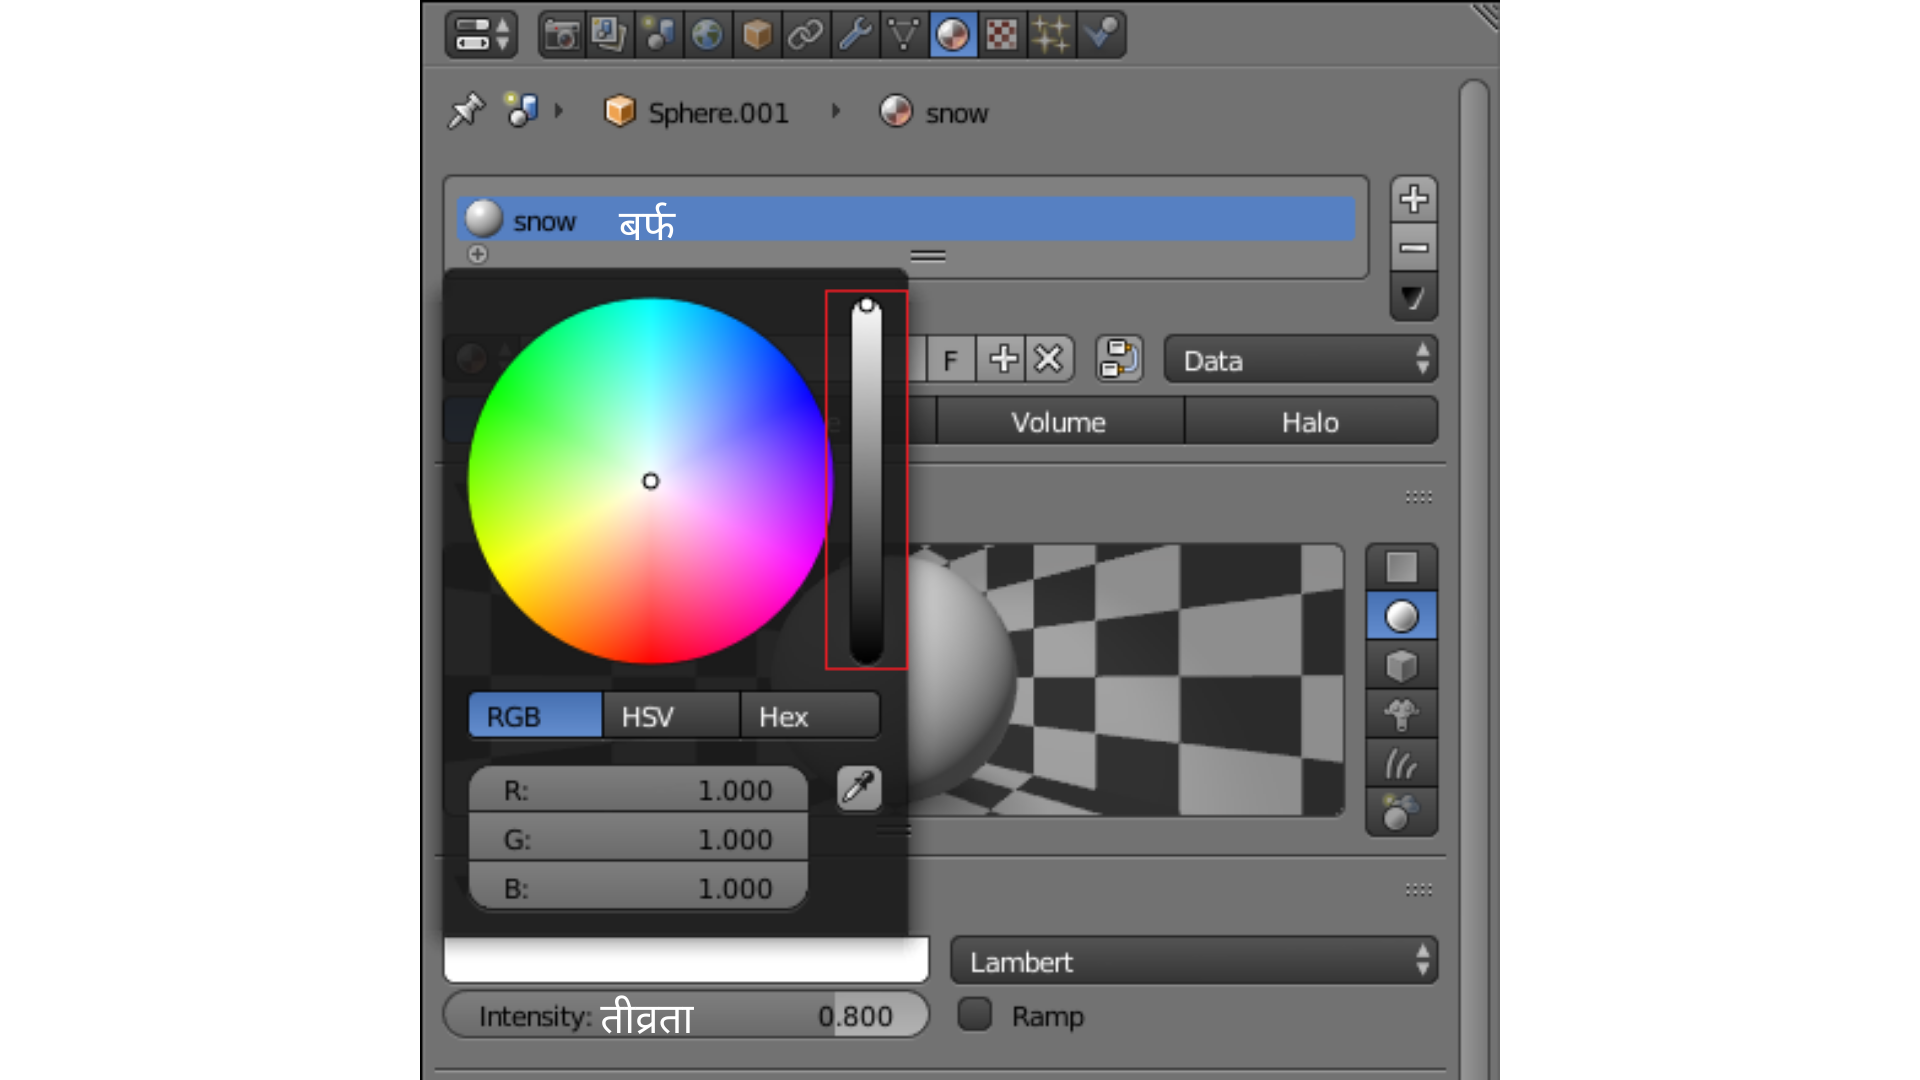 Sphere.001 snow
snow बर्फ
F Data
Volume Halo
RGB HSV Hex
R: 1.000
G: 1.000
B: 1.000
Lambert
Intensity: तीव्रता 0.800 Ramp